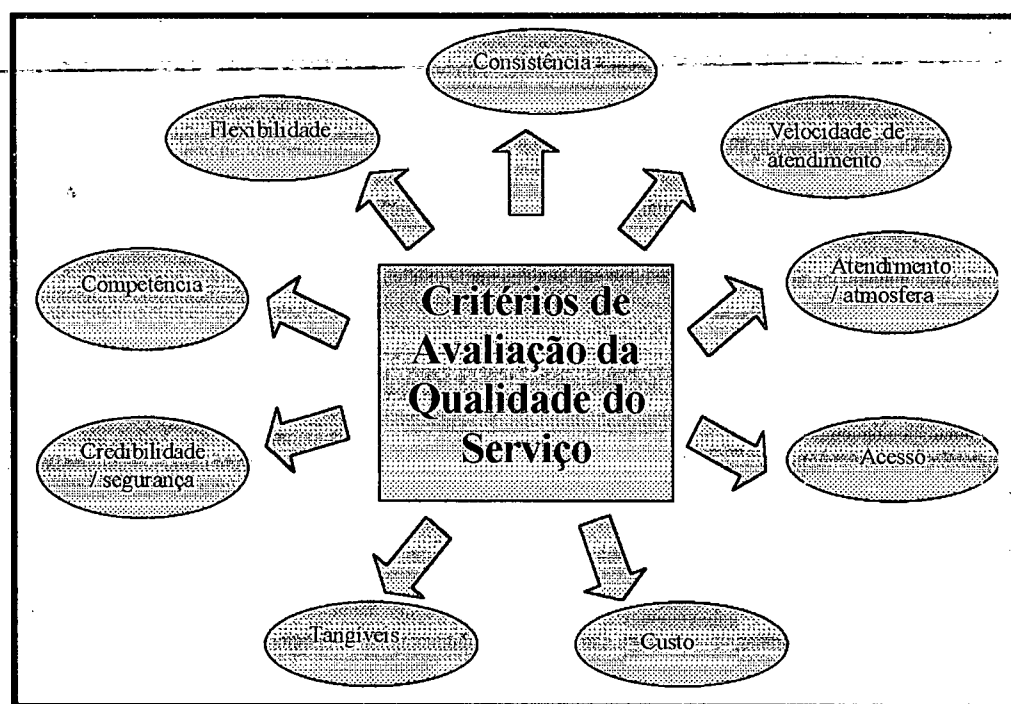 Consistência
Flexibilidade
Velocidade de
atendimento
Competência
Atendimento
/ atmosfera
Critérios de
Avaliação da
Qualidade do
Serviço
Credibilidade
/ segurança
Acesso
Tangíveis
Custo